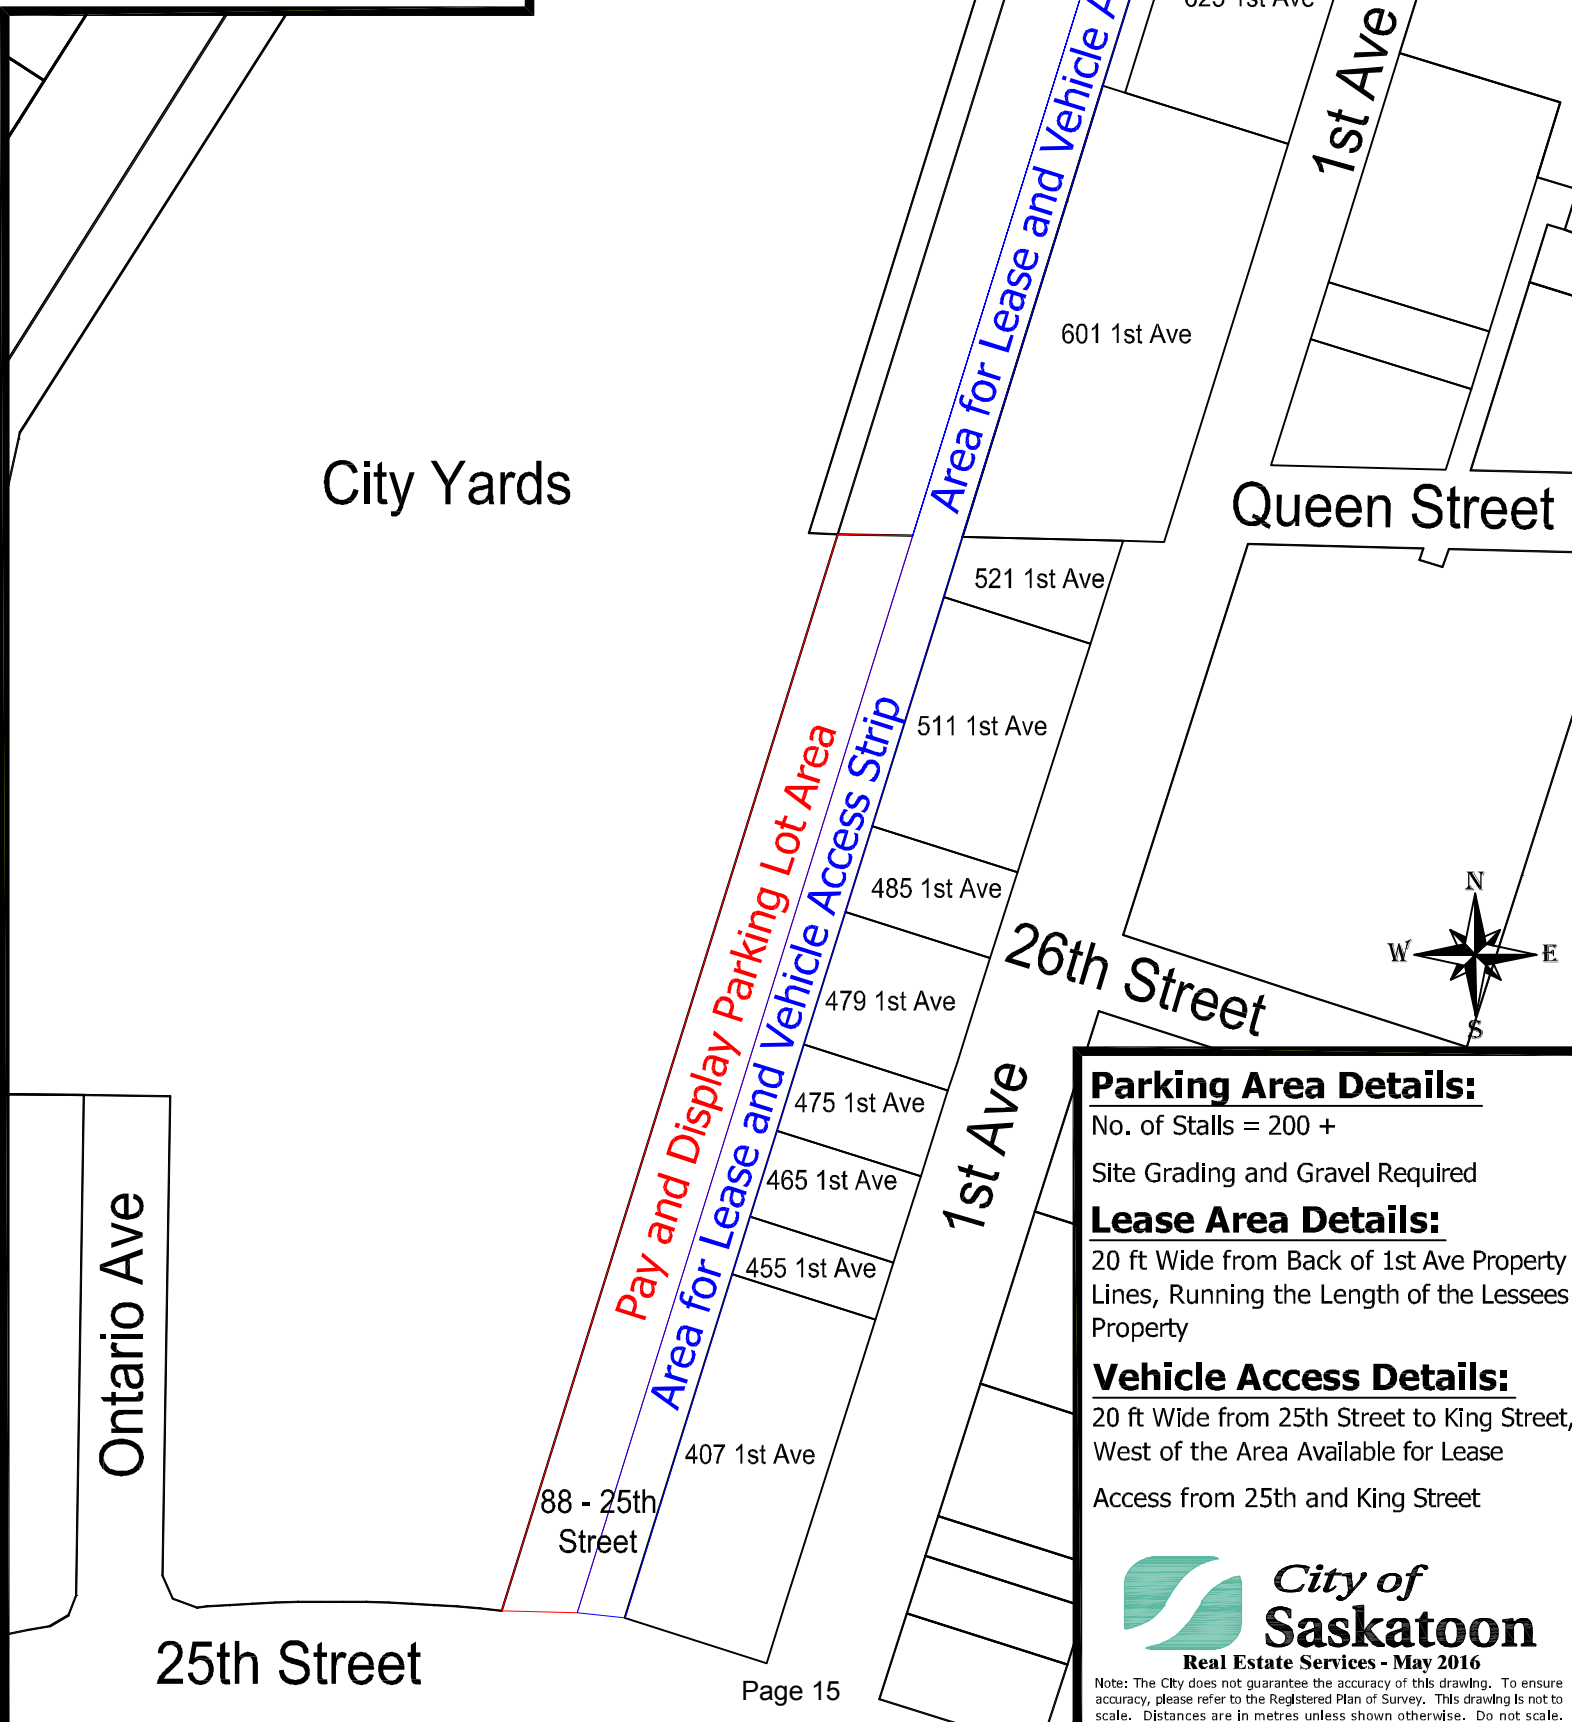 1st Ave
Area for Lease and Vehicle
601 1st Ave
City Yards
Queen Street
521 1st Ave
511 1st Ave
Pay and Display Parking Lot Area
Area for Lease and Vehicle Access Strip
485 1st Ave
26th Street
479 1st Ave
475 1st Ave
465 1st Ave
455 1st Ave
407 1st Ave
1st Ave
N
W
E
S
Ontario Ave
88 - 25th
Street
25th Street
Page 15
Parking Area Details:
No. of Stalls = 200 +
Site Grading and Gravel Required
Lease Area Details:
20 ft Wide from Back of 1st Ave Property
Lines, Running the Length of the Lessees
Property
Vehicle Access Details:
20 ft Wide from 25th Street to King Street,
West of the Area Available for Lease
Access from 25th and King Street
City of
Saskatoon
Real Estate Services - May 2016
Note: The City does not guarantee the accuracy of this drawing. To ensure
accuracy, please refer to the Registered Plan of Survey. This drawing is not to
scale. Distances are in metres unless shown otherwise. Do not scale.